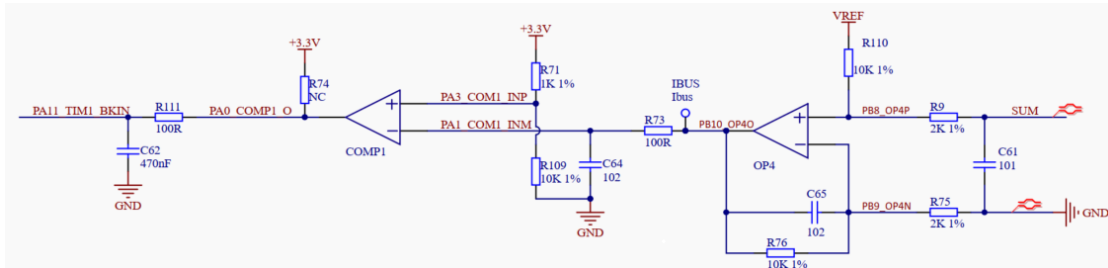 VREF
+3.3V
+3.3V
R110
10K 1%
R71
1K 1%
IBUS
Ibus
R74
NC
PA11_TIM1_BKIN
R111
100R
PA0_COMP1_O
PA3_COM1_INP
PA1_COM1_INM
R73
100R
PB10_OP4O
PB8_OP4P
R9
2K 1%
SUM
COMP1
OP4
C62
470nF
R109
10K 1%
C64
102
C61
101
C65
102
PB9_OP4N
R75
2K 1%
GND
GND
GND
R76
10K 1%